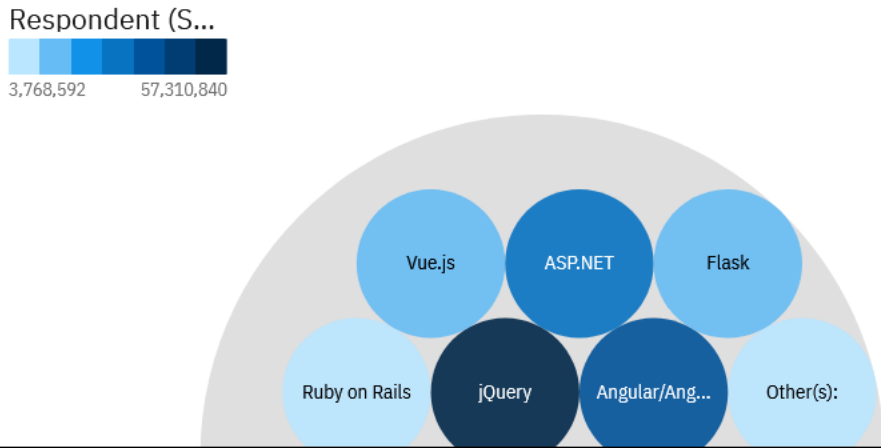 Respondent (S...
3,768,592 57,310,840
Vue.js ASP.NET Flask
Ruby on Rails jQuery Angular/Ang... Other(s):